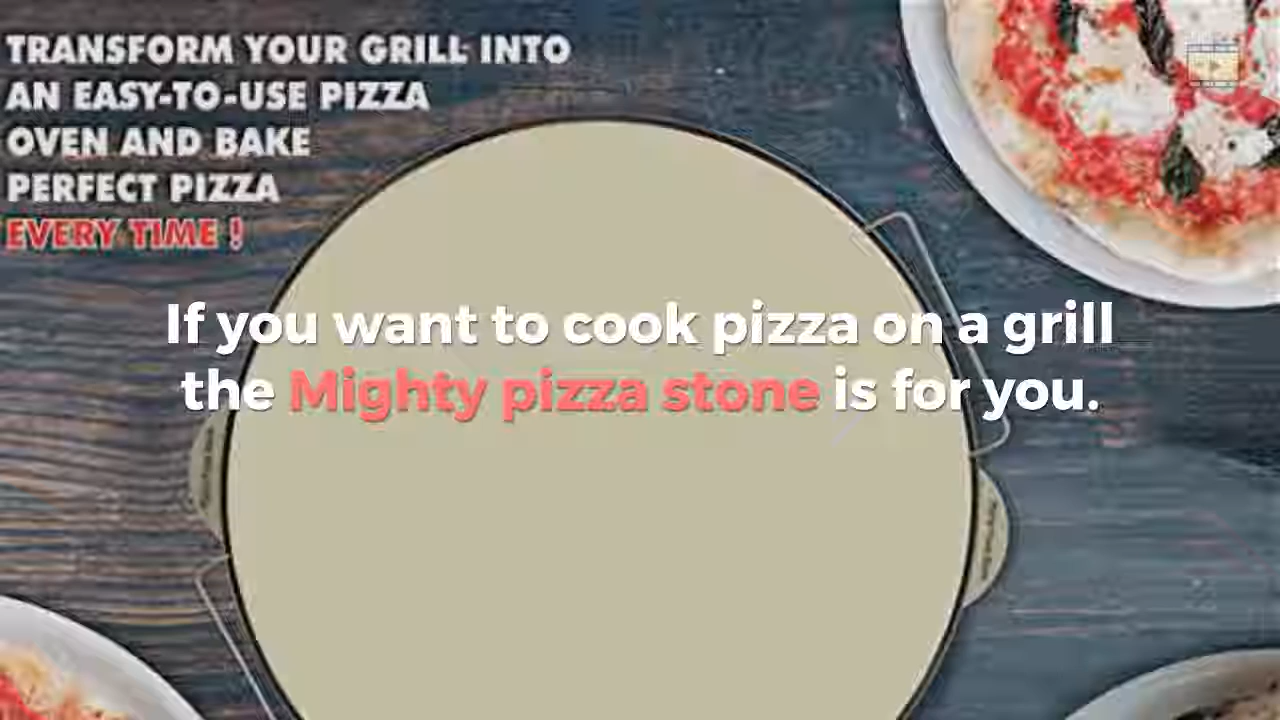 TRANSFORM YOUR GRILL INTO
AN EASY-TO-USE PIZZA
OVEN AND BAKE
PERFECT PIZZA
EVERY TIME !
If you want to cook pizza on a grill
the Mighty pizza stone is for you.